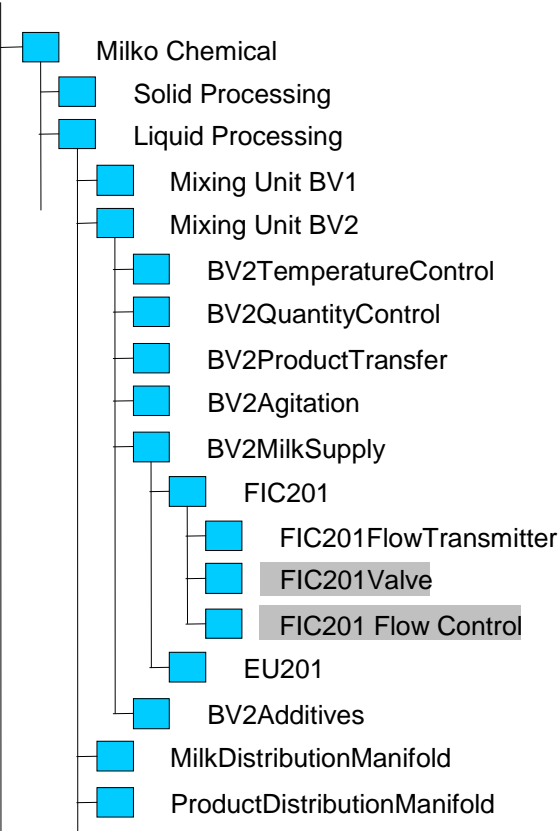 Milko Chemical
Solid Processing
Liquid Processing
Mixing Unit BV1
Mixing Unit BV2
BV2TemperatureControl
BV2QuantityControl
BV2ProductTransfer
BV2Agitation
BV2MilkSupply
FIC201
FIC201FlowTransmitter
FIC201Valve
FIC201 Flow Control
EU201
BV2Additives
MilkDistributionManifold
ProductDistributionManifold